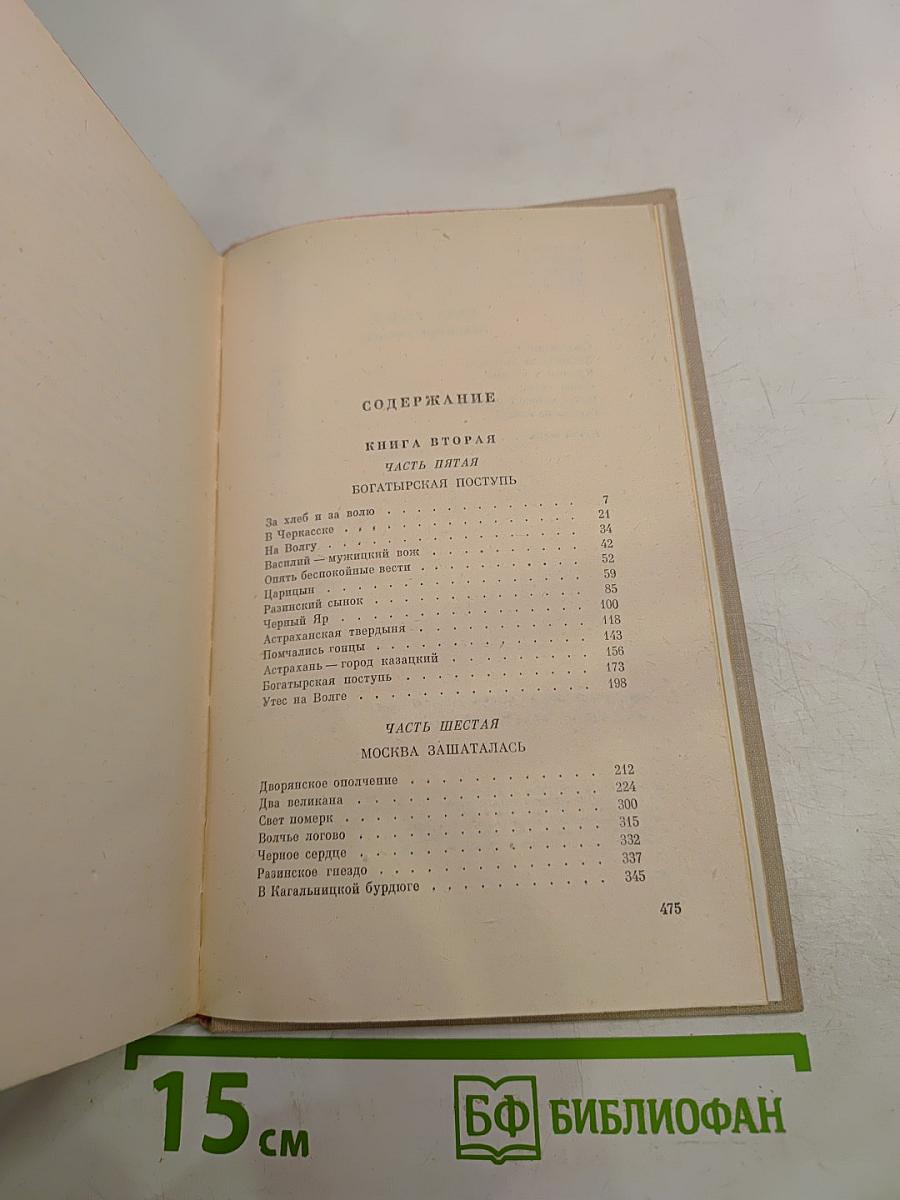 СОДЕРЖАНИЕ
КНИГА ВТОРАЯ
ЧАСТЬ ПЯТАЯ
БОГАТЫРСКАЯ ПОСТУПЬ
За хлеб и за волю . . . . . . . . . . . 7
В Черкасске . . . . . . . . . . . 21
На Волгу . . . . . . . . . . . 34
Василий — мужицкий вож . . . . . . . . . . . 42
Опять беспокойные вести . . . . . . . . . . . 52
Царицын . . . . . . . . . . . 59
Разинский сынок . . . . . . . . . . . 85
Черный Яр . . . . . . . . . . . 100
Астраханская твердыня . . . . . . . . . . . 118
Помчались гонцы . . . . . . . . . . . 143
Астрахань — город казацкий . . . . . . . . . . . 156
Богатырская поступь . . . . . . . . . . . 173
Утес на Волге . . . . . . . . . . . 198
ЧАСТЬ ШЕСТАЯ
МОСКВА ЗАШАТАЛАСЬ
Дворянское ополчение . . . . . . . . . . . 212
Два великана . . . . . . . . . . . 224
Свет померк . . . . . . . . . . . 300
Волчье логово . . . . . . . . . . . 315
Черное сердце . . . . . . . . . . . 332
Разинское гнездо . . . . . . . . . . . 337
В Кагальницкой бурдюге . . . . . . . . . . . 345
475
15 см
БФ БИБЛИОФАН